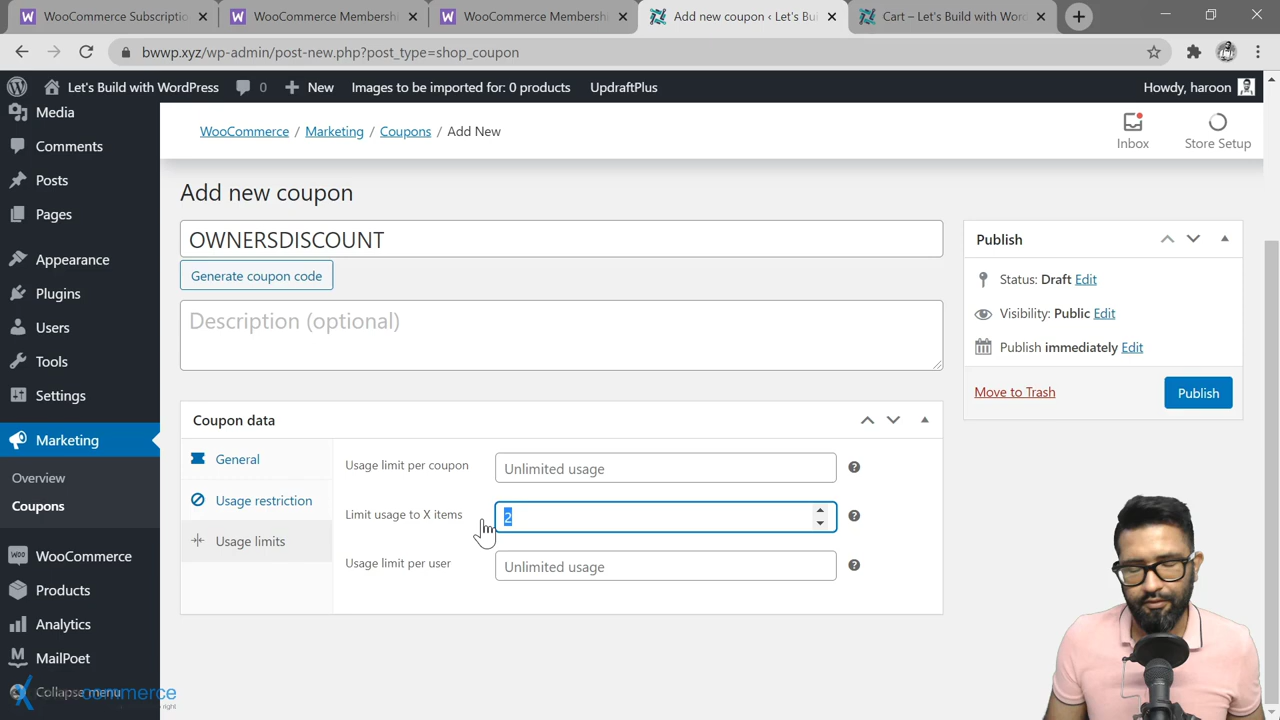 WooCommerce Subscriptio
WooCommerce Membership
WooCommerce Membersh
Add new coupon ‹ Let's Bui
Cart – Let's Build with Wor
bwwp.xyz/wp-admin/post-new.php?post_type=shop_coupon
Let's Build with WordPress
0
New
Images to be imported for: 0 products
UpdraftPlus
Howdy, haroon
Media
Comments
Posts
Pages
Appearance
Plugins
Users
Tools
Settings
Marketing
Overview
Coupons
WooCommerce
Products
Analytics
MailPoet
Collapse menu
commerce
WooCommerce / Marketing / Coupons / Add New
Inbox
Store Setup
Add new coupon
OWNERSDISCOUNT
Generate coupon code
Description (optional)
Coupon data
General
Usage restriction
Usage limits
Usage limit per coupon
Unlimited usage
Limit usage to X items
2
Usage limit per user
Unlimited usage
Publish
Status: Draft Edit
Visibility: Public Edit
Publish immediately Edit
Move to Trash
Publish